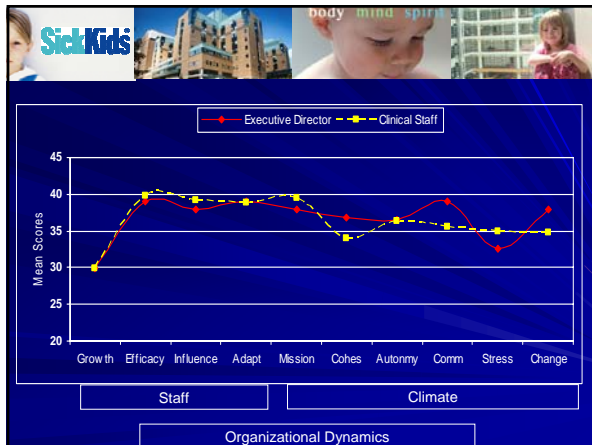 SickKids
body mind spirit
Executive Director
Clinical Staff
45
40
35
30
25
20
Mean Scores
Growth Efficacy Influence Adapt Mission Cohes Autonmy Comm Stress Change
Staff
Climate
Organizational Dynamics